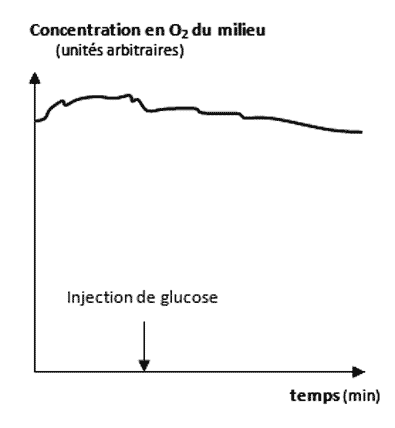 Concentration en O₂ du milieu
(unités arbitraires)
Injection de glucose
temps (min)